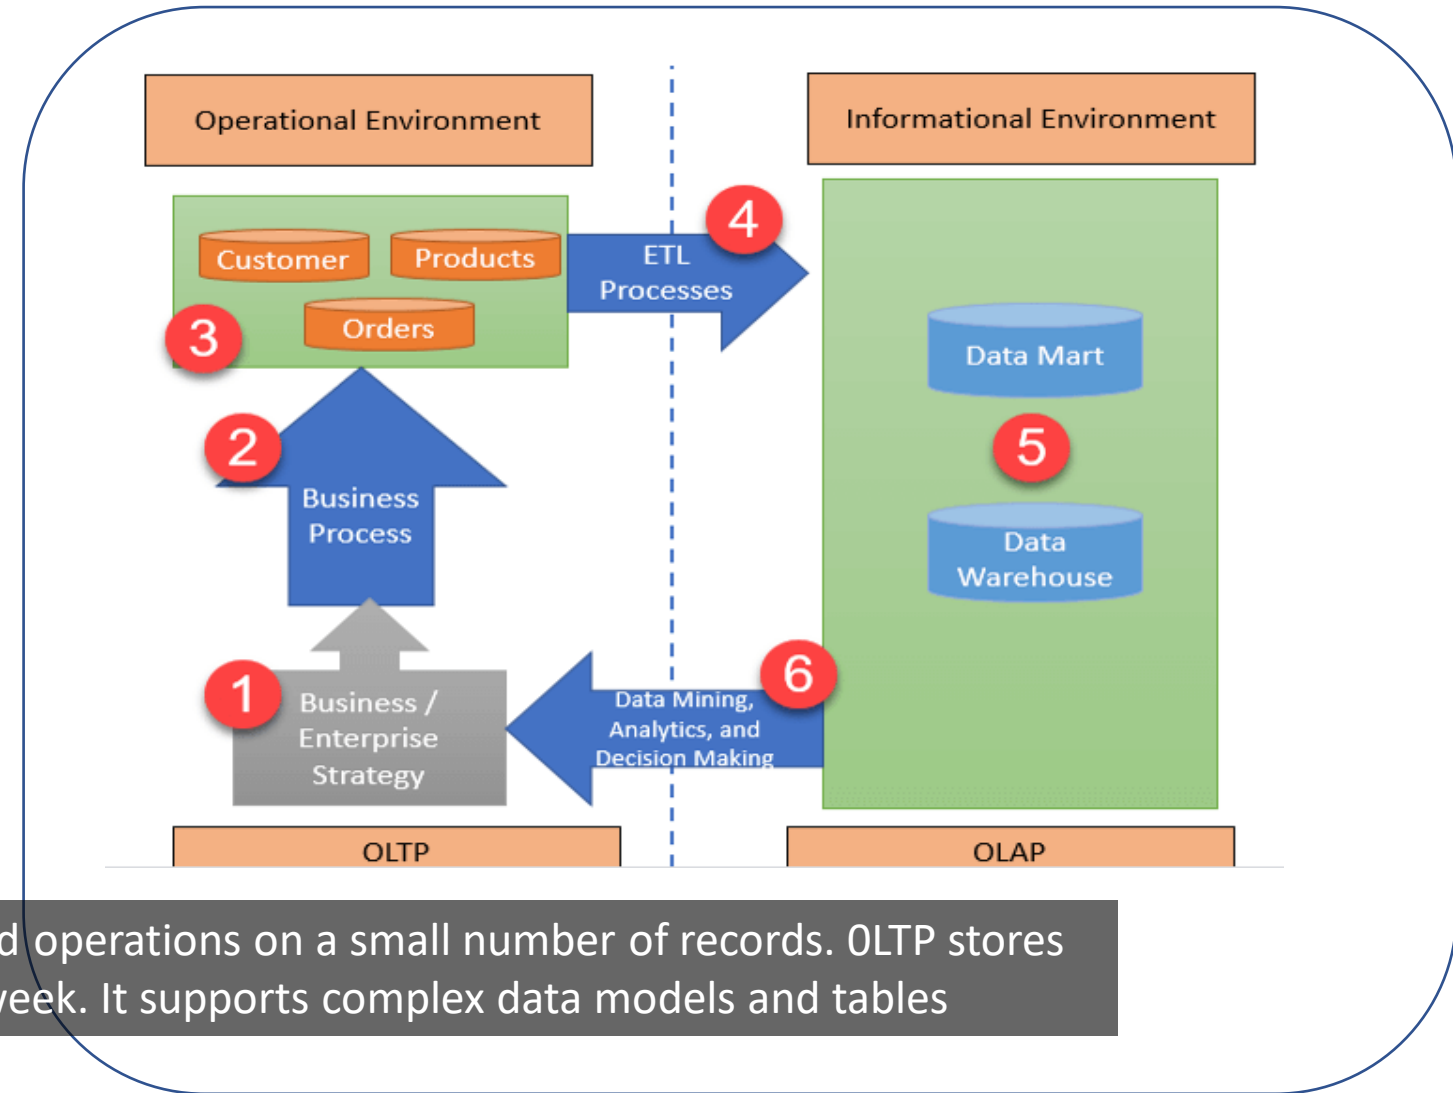 Operational Environment
Informational Environment
Customer
Products
Orders
3
ETL
Processes
4
Data Mart
5
Data
Warehouse
2
Business
Process
1
Business /
Enterprise
Strategy
6
Data Mining,
Analytics, and
Decision Making
OLTP
OLAP
d operations on a small number of records. 0LTP stores
week. It supports complex data models and tables